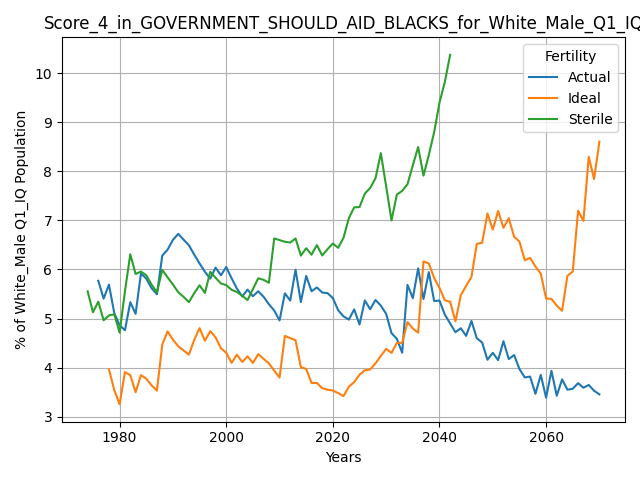 Score_4_in_GOVERNMENT_SHOULD_AID_BLACKS_for_White_Male_Q1_IQ
Fertility
Actual
Ideal
Sterile
% of White_Male Q1_IQ Population
10
9
8
7
6
5
4
3
1980 2000 2020 2040 2060
Years